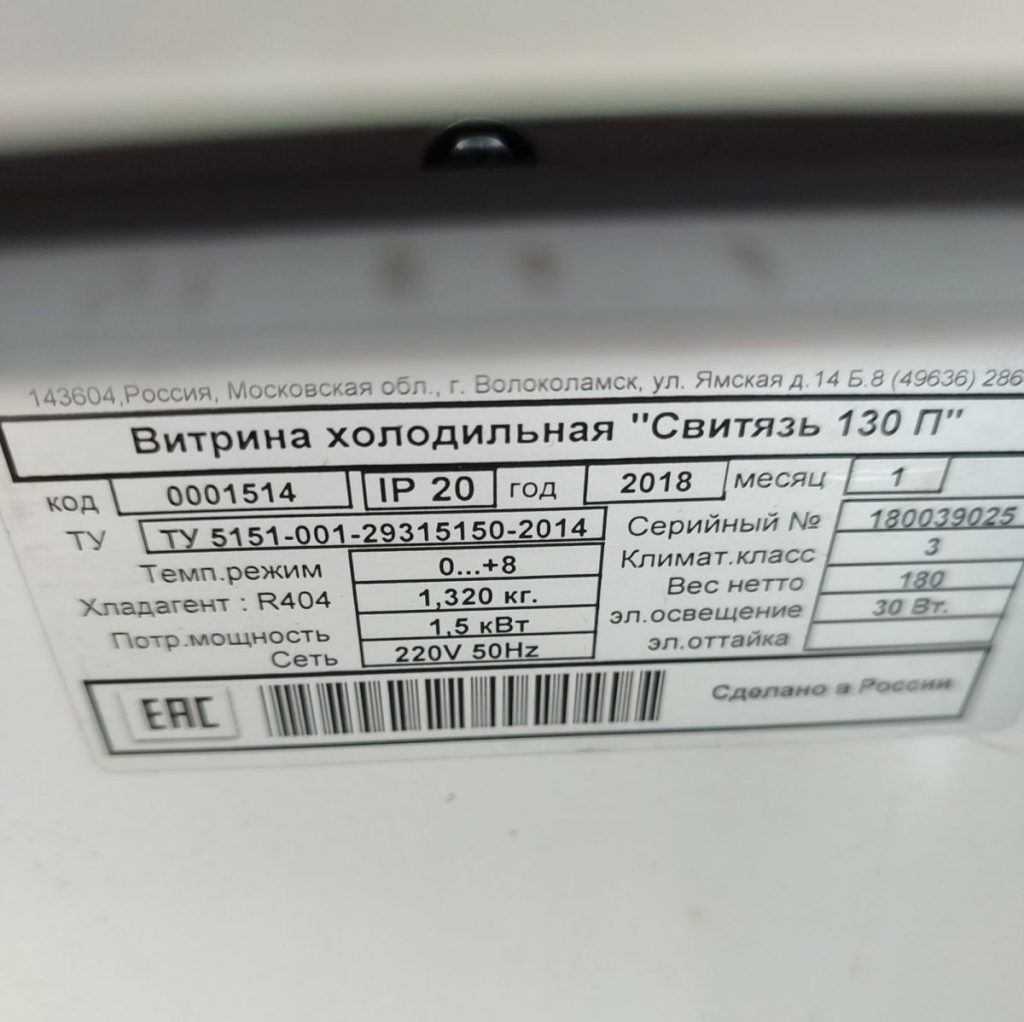 143604,Россия, Московская обл., г. Волоколамск, ул. Ямская д.14 Б.8 (49636) 286
Витрина холодильная "Свитязь 130 П"
код 0001514 IP 20 год 2018 месяц 1
ТУ ТУ 5151-001-29315150-2014 Серийный № 180039025
Темп.режим 0...+8 Климат.класс 3
Хладагент : R404 1,320 кг. Вес нетто 180
Потр.мощность 1,5 кВт эл.освещение 30 Вт.
Сеть 220V 50Hz эл.оттайка
EAC Сделано в России